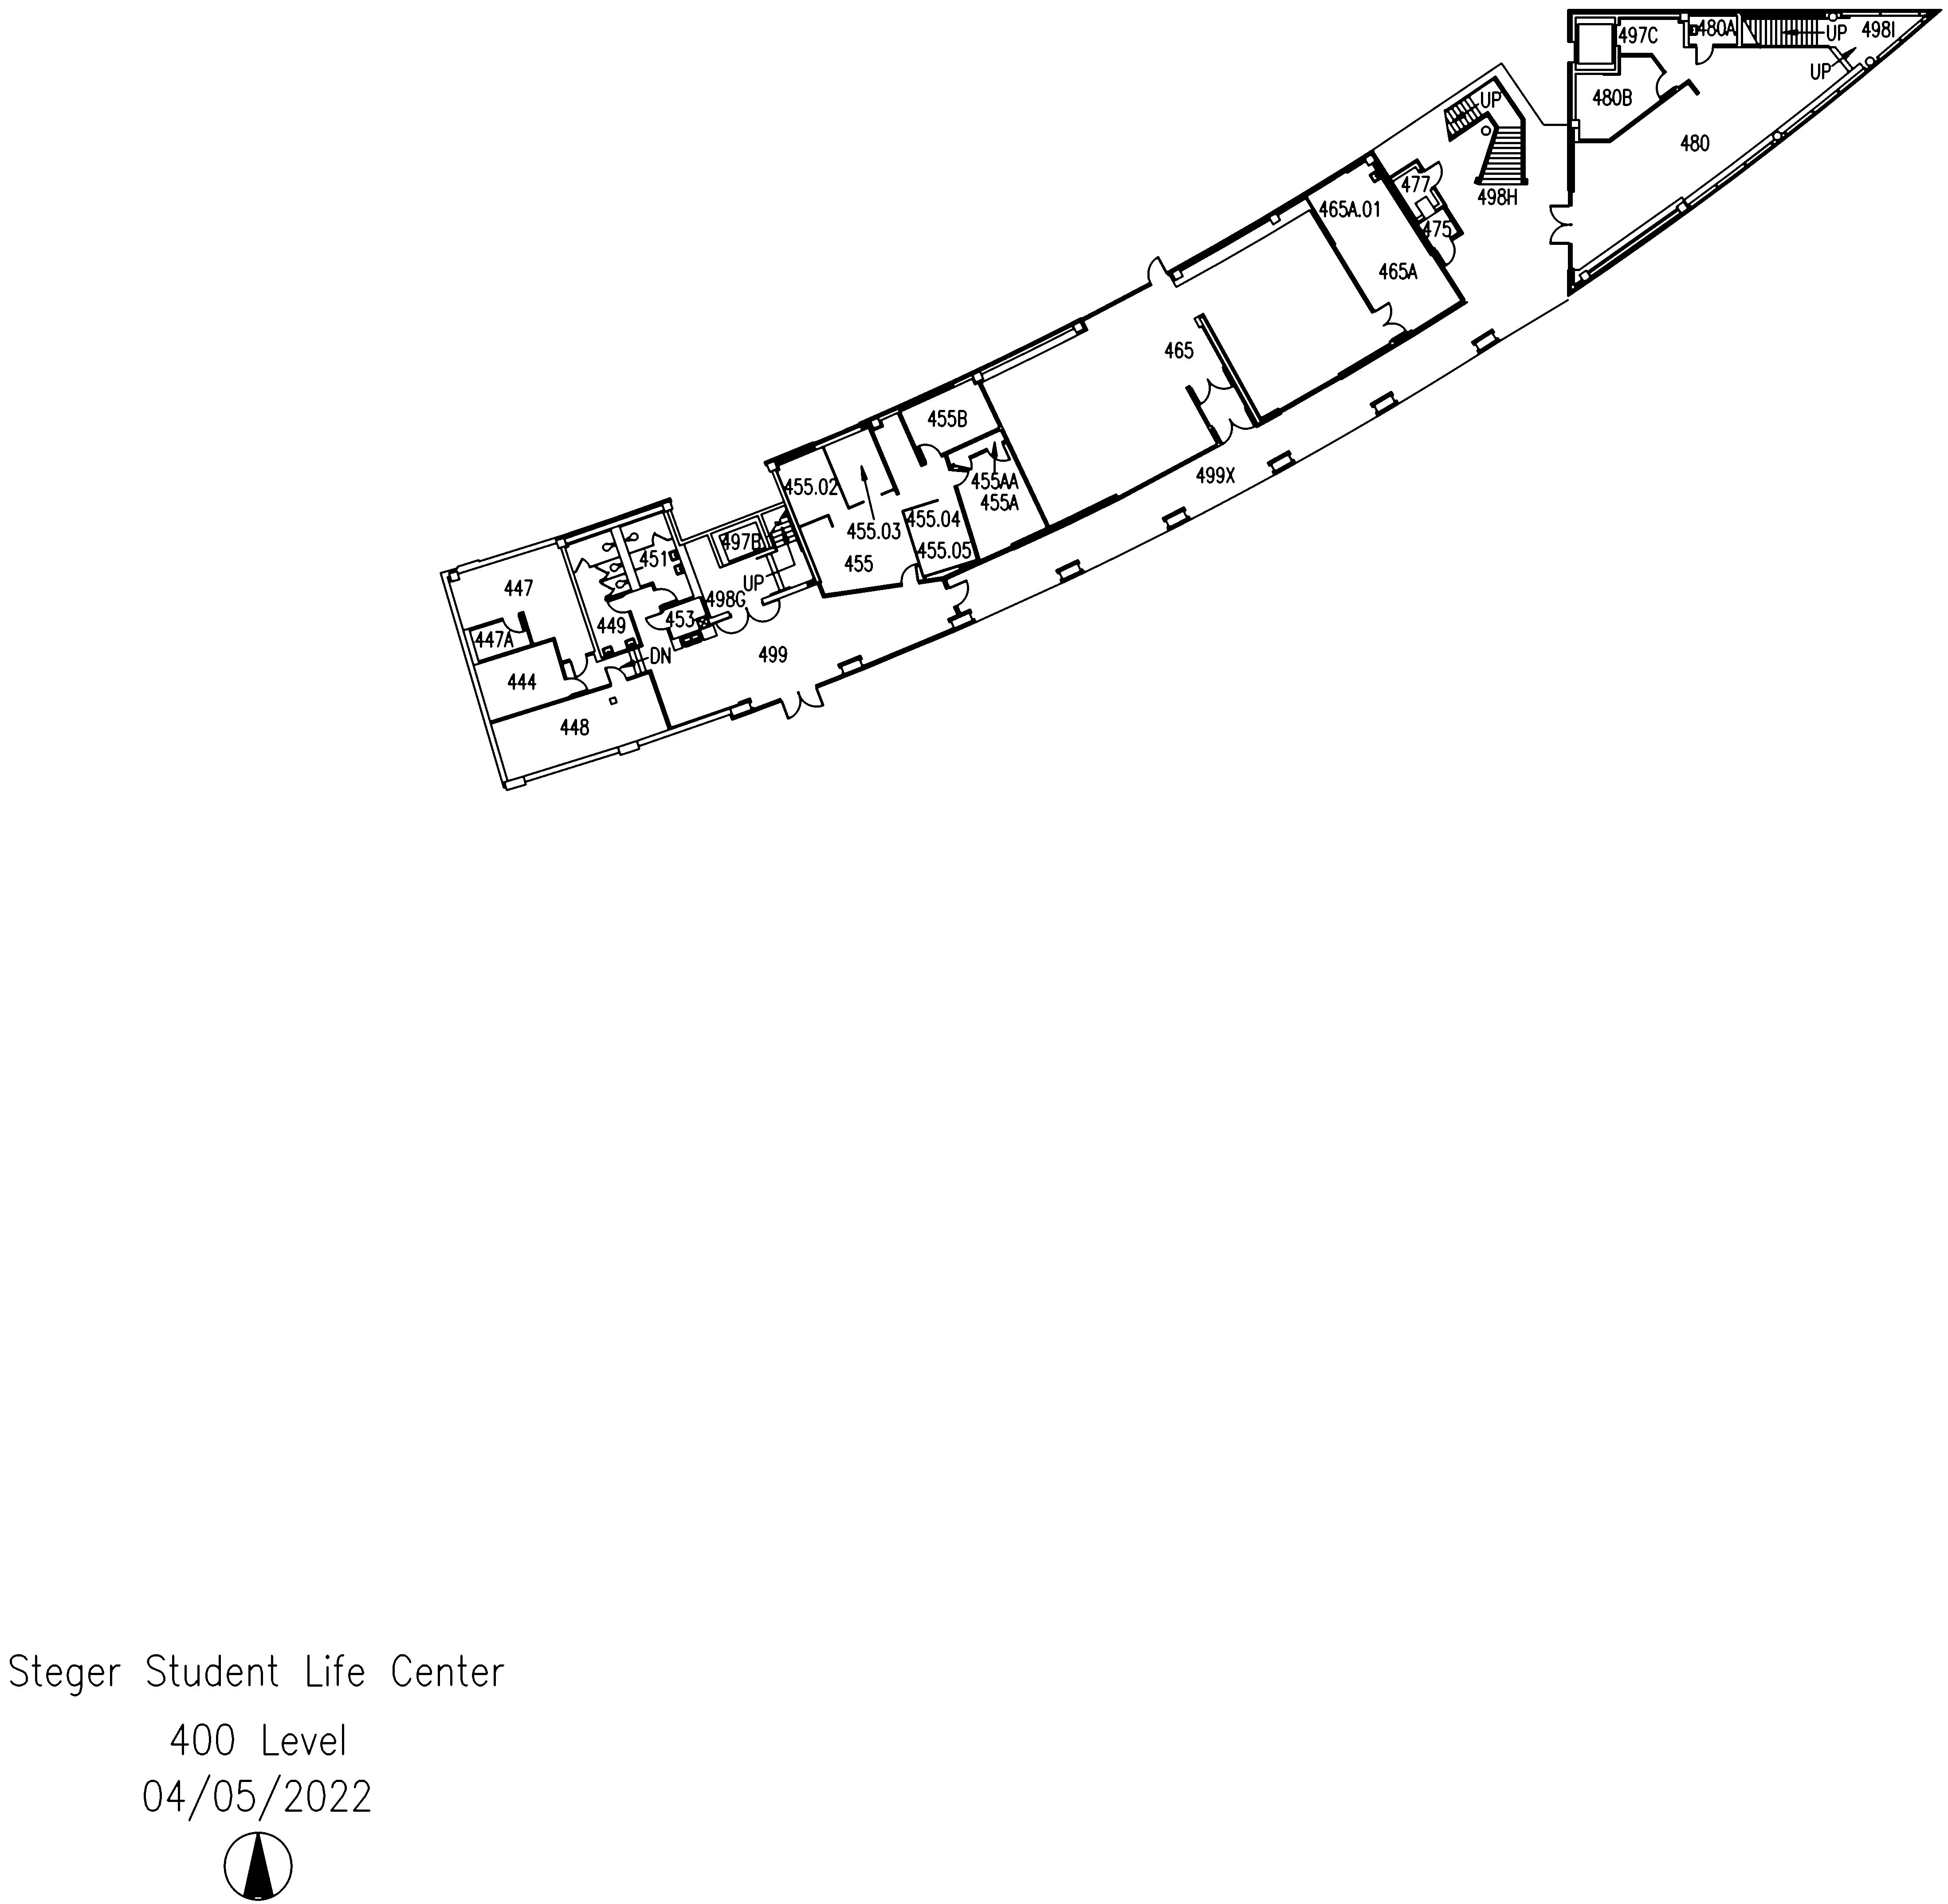 480A
498I
497C
UP
UP
480B
UP
480
477
498H
465A.01
475
465A
465
455B
499X
455.02
455AA
455A
455.04
455.03
497B
455.05
451
455
UP
447
498G
453
449
447A
DN
499
444
448
Steger Student Life Center
400 Level
04/05/2022